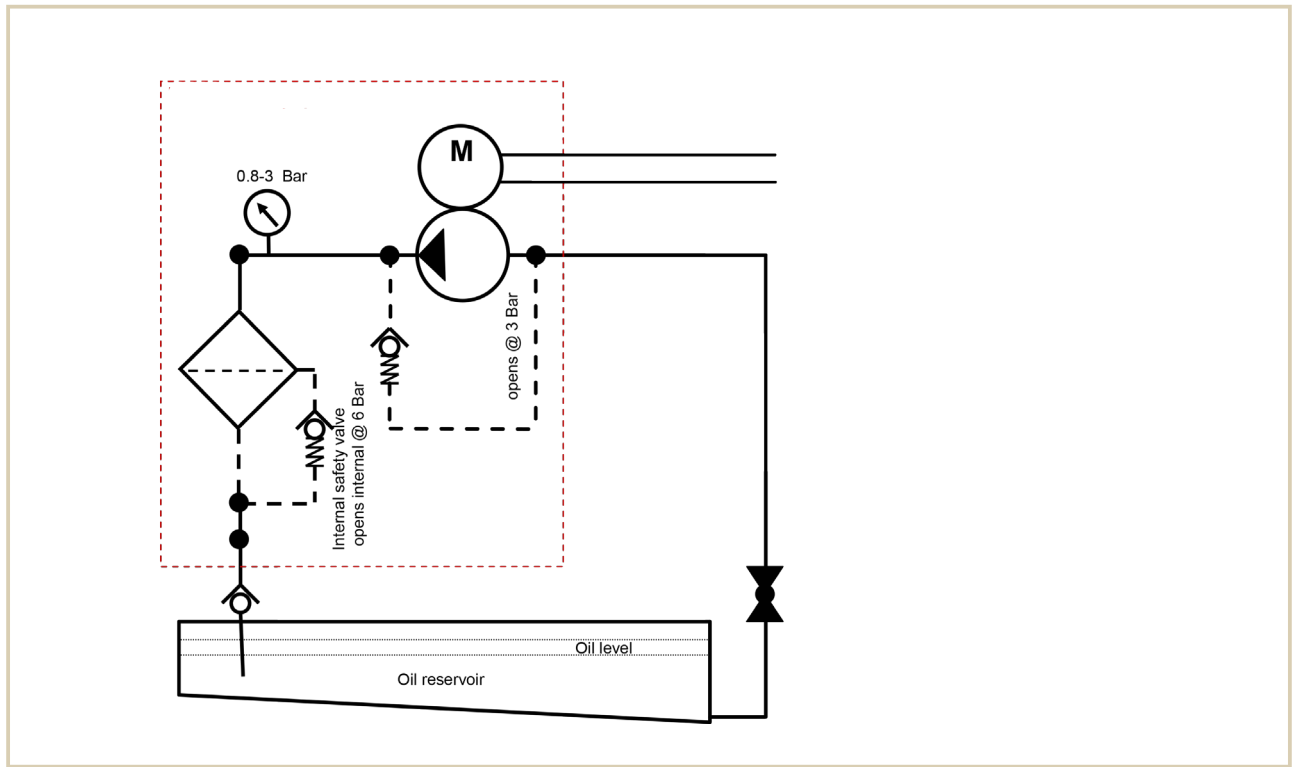 M
0.8-3 Bar
opens @ 3 Bar
Internal safety valve
opens internal @ 6 Bar
Oil level
Oil reservoir